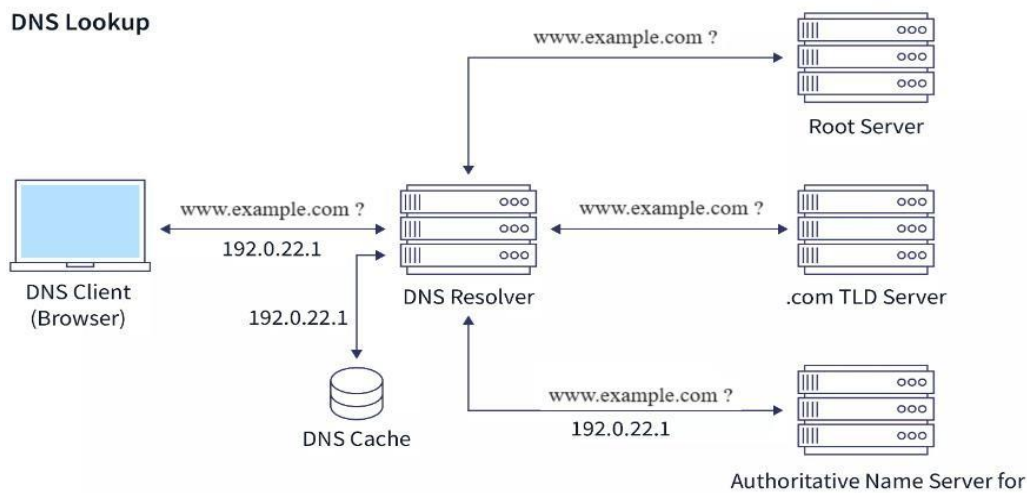 DNS Lookup
www.example.com ?
Root Server
www.example.com ?
192.0.22.1
DNS Client
(Browser)
DNS Resolver
www.example.com ?
.com TLD Server
192.0.22.1
DNS Cache
www.example.com ?
192.0.22.1
Authoritative Name Server for